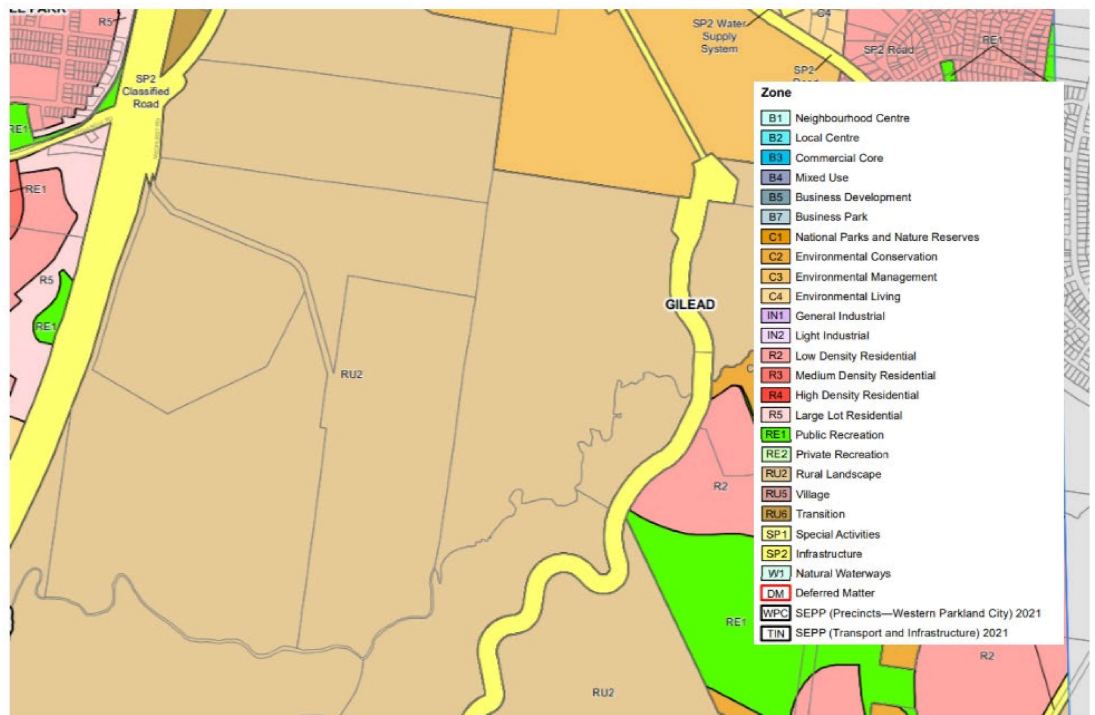 R5
SP2
Classified
Road
RE1
RE1
R5
RE1
RU2
SP2 Water
Supply
System
C4
SP2 Road
SP2
RE1
GILEAD
R2
RE1
RU2
R2
Zone
B1 Neighbourhood Centre
B2 Local Centre
B3 Commercial Core
B4 Mixed Use
B5 Business Development
B7 Business Park
C1 National Parks and Nature Reserves
C2 Environmental Conservation
C3 Environmental Management
C4 Environmental Living
IN1 General Industrial
IN2 Light Industrial
R2 Low Density Residential
R3 Medium Density Residential
R4 High Density Residential
R5 Large Lot Residential
RE1 Public Recreation
RE2 Private Recreation
RU2 Rural Landscape
RU5 Village
RU6 Transition
SP1 Special Activities
SP2 Infrastructure
W1 Natural Waterways
DM Deferred Matter
WPC SEPP (Precincts—Western Parkland City) 2021
TIN SEPP (Transport and Infrastructure) 2021